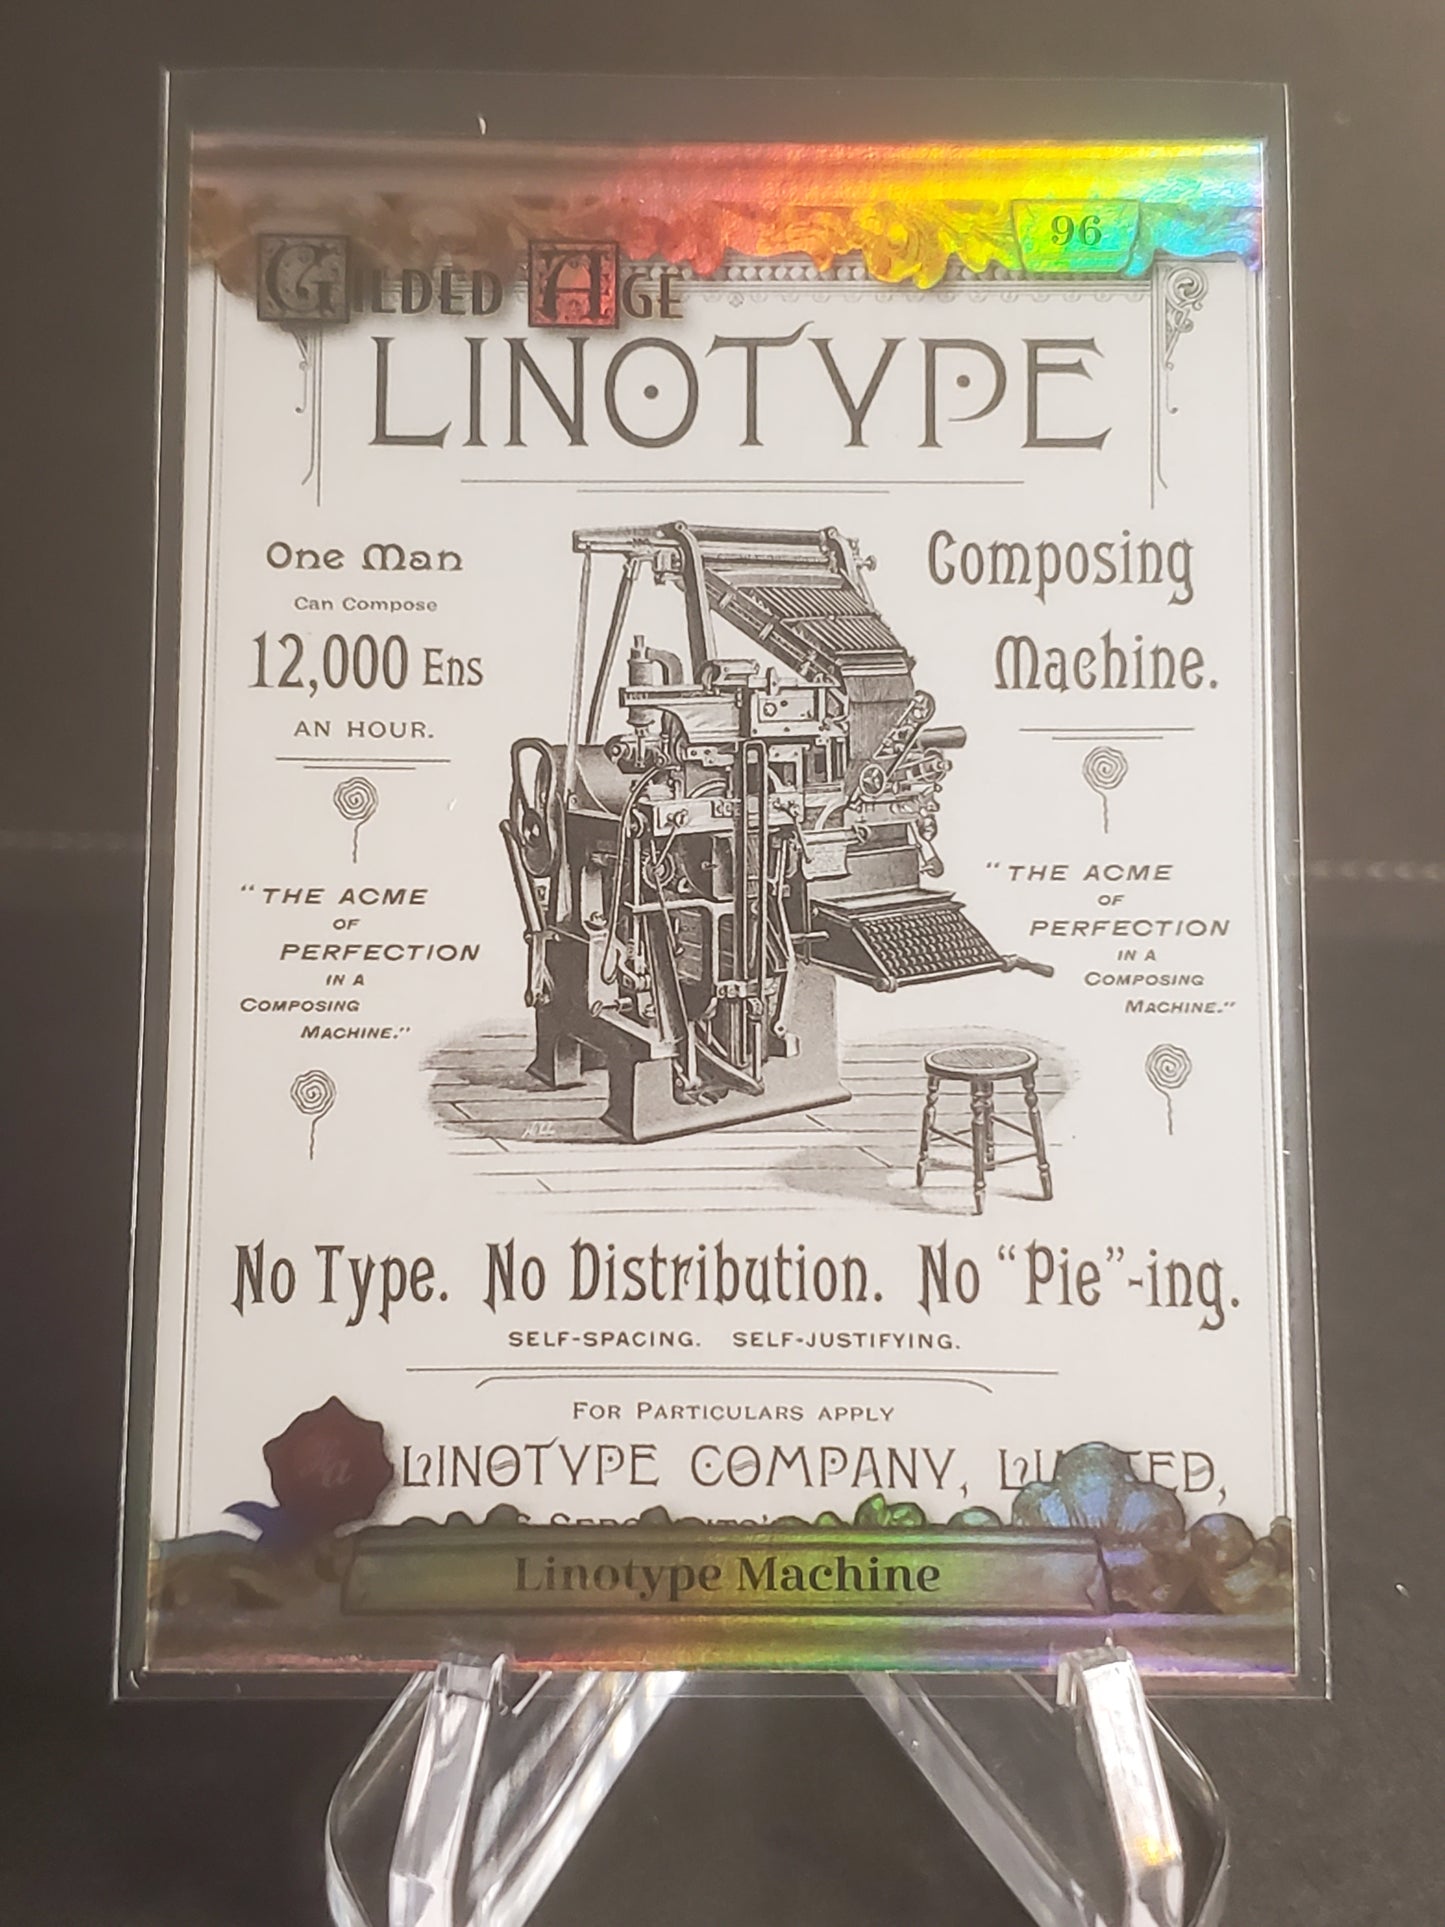 96
GILDED AGE
LINOTYPE
One Man
Can Compose
12,000 Ens
AN HOUR.
Composing
Machine.
"THE ACME
OF
PERFECTION
IN A
COMPOSING
MACHINE."
"THE ACME
OF
PERFECTION
IN A
COMPOSING
MACHINE."
No Type. No Distribution. No "Pie"-ing.
SELF-SPACING. SELF-JUSTIFYING.
FOR PARTICULARS APPLY
LINOTYPE COMPANY,
Linotype Machine